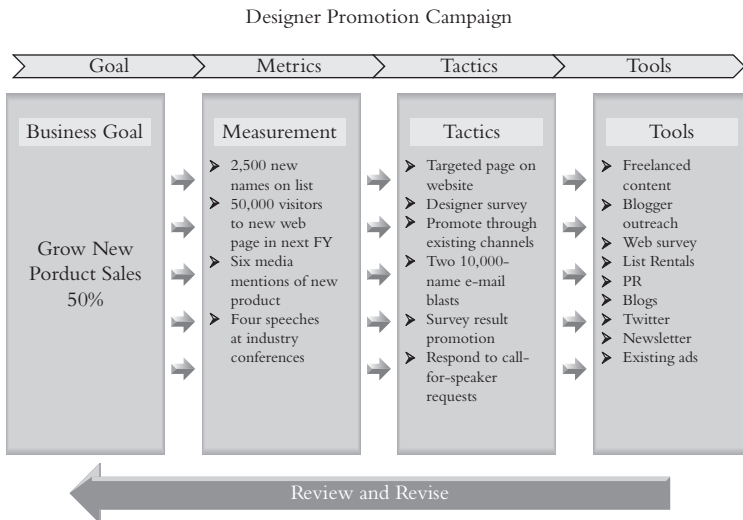 Designer Promotion Campaign
Goal
Metrics
Tactics
Tools
Business Goal
Grow New
Porduct Sales
50%
Measurement
➢ 2,500 new
names on list
➢ 50,000 visitors
to new web
page in next FY
➢ Six media
mentions of new
product
➢ Four speeches
at industry
conferences
Tactics
➢ Targeted page on
website
➢ Designer survey
➢ Promote through
existing channels
➢ Two 10,000-
name e-mail
blasts
➢ Survey result
promotion
➢ Respond to call-
for-speaker
requests
Tools
➢ Freelanced
content
➢ Blogger
outreach
➢ Web survey
➢ List Rentals
➢ PR
➢ Blogs
➢ Twitter
➢ Newsletter
➢ Existing ads
Review and Revise